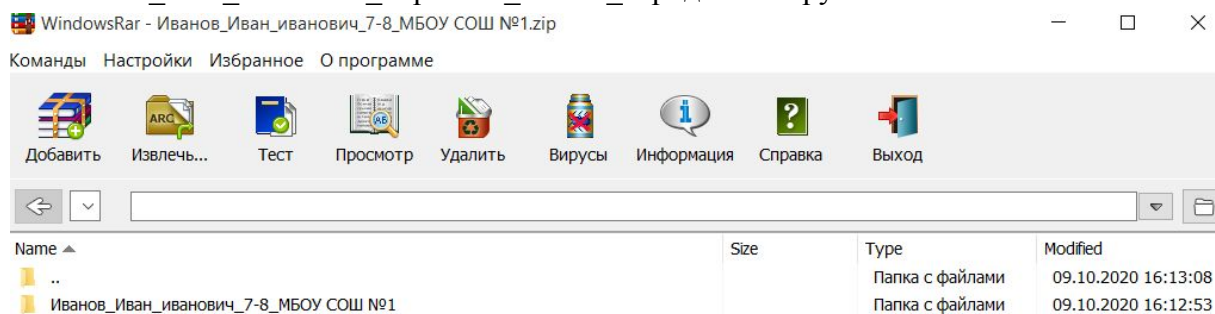 WindowsRar - Иванов_Иван_иванович_7-8_МБОУ СОШ №1.zip
Команды Настройки Избранное О программе
Добавить Извлечь... Тест Просмотр Удалить Вирусы Информация Справка Выход
Name Size Type Modified
.. Папка с файлами 09.10.2020 16:13:08
Иванов_Иван_иванович_7-8_МБОУ СОШ №1 Папка с файлами 09.10.2020 16:12:53